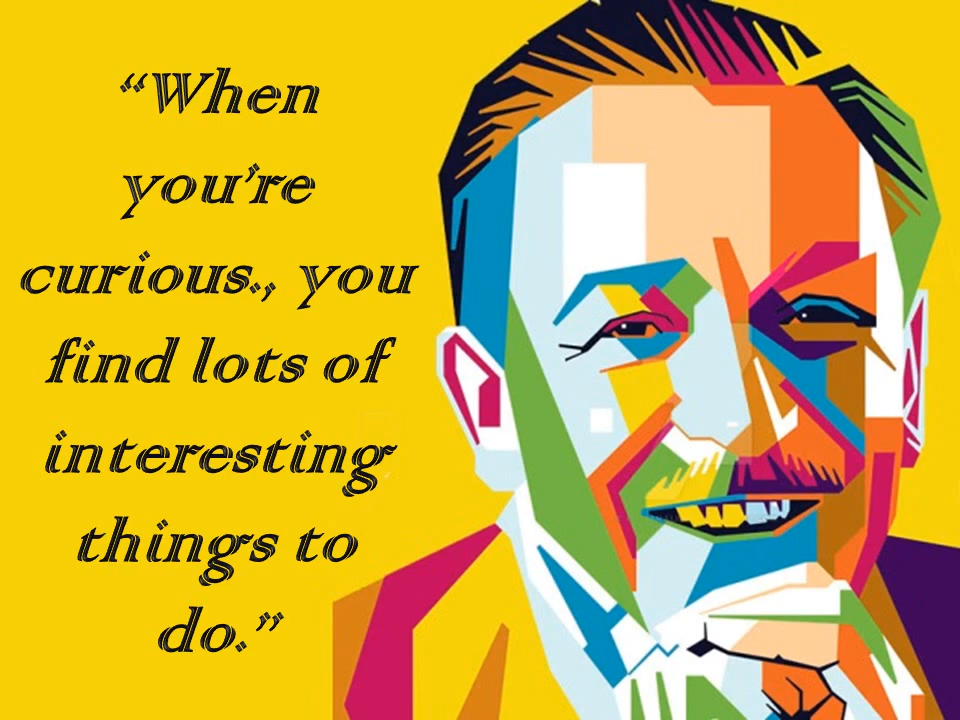 “When
you’re
curious., you
find lots of
interesting
things to
do.”